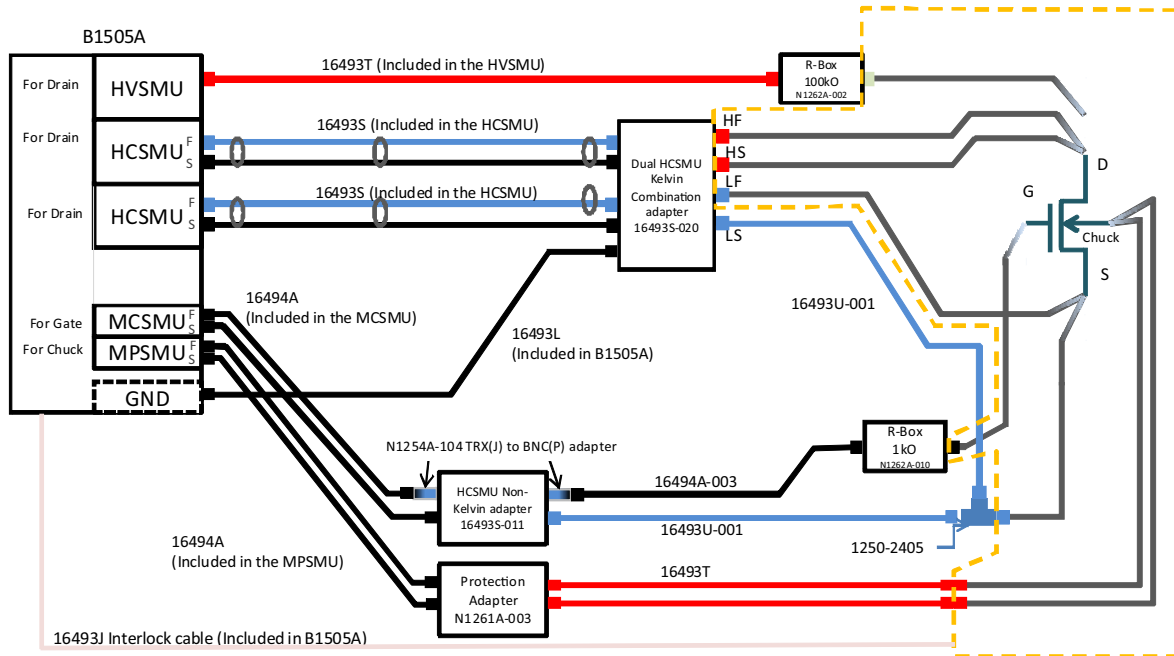 B1505A
For Drain
HVSMU
16493T (Included in the HVSMU)
R-Box
100kO
N1262A-002
For Drain
HCSMU
F
S
16493S (Included in the HCSMU)
For Drain
HCSMU
F
S
16493S (Included in the HCSMU)
Dual HCSMU
Kelvin
Combination
adapter
16493S-020
HF
HS
LF
LS
D
G
Chuck
S
For Gate
MCSMU
F
S
For Chuck
MPSMU
F
S
GND
16494A
(Included in the MCSMU)
16493L
(Included in B1505A)
16493U-001
N1254A-104 TRX(J) to BNC(P) adapter
HCSMU Non-
Kelvin adapter
16493S-011
16494A-003
R-Box
1kO
N1262A-010
16493U-001
1250-2405
16494A
(Included in the MPSMU)
Protection
Adapter
N1261A-003
16493T
16493J Interlock cable (Included in B1505A)